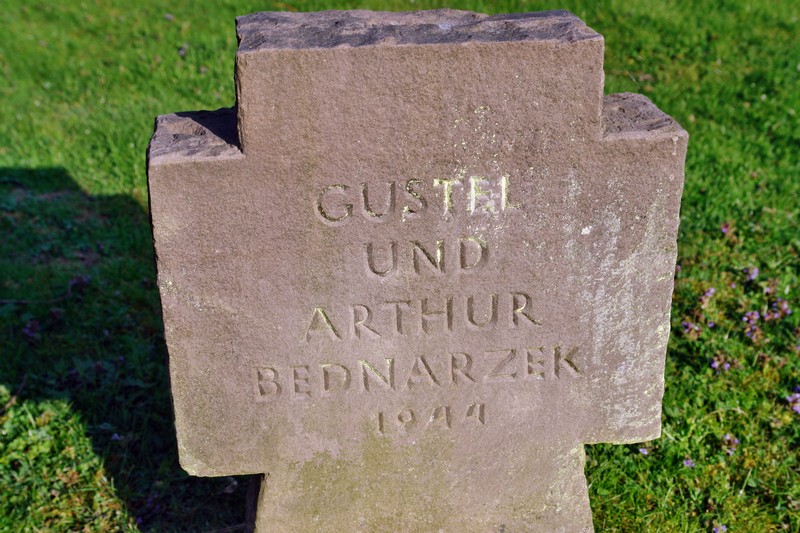 GUSTEL
UND
ARTHUR
BEDNARZEK
1944